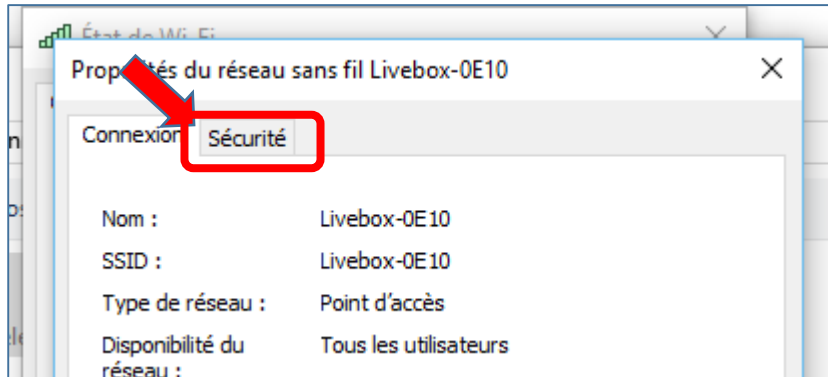 État de Wi-Fi
Propriétés du réseau sans fil Livebox-0E10
Connexion Sécurité
Nom : Livebox-0E10
SSID : Livebox-0E10
Type de réseau : Point d’accès
Disponibilité du Tous les utilisateurs
réseau :